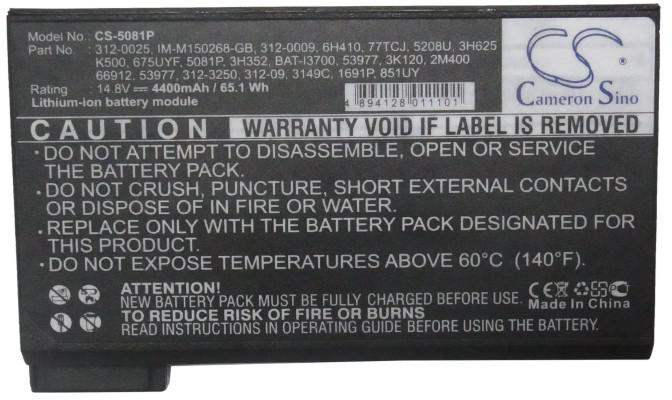 Model No. : CS-5081P
Part No. : 312-0025, IM-M150268-GB, 312-0009, 6H410, 77TCJ, 5208U, 3H625
K500, 675UYF, 5081P, 3H352, BAT-I3700, 53977, 3K120, 2M400
66912, 53977, 312-3250, 312-09, 3149C, 1691P, 851UY
Rating : 14.8V⎓ 4400mAh / 65.1 Wh
Lithium-ion battery module
4 894128 011101
CS
Cameron Sino
CAUTION WARRANTY VOID IF LABEL IS REMOVED
• DO NOT ATTEMPT TO DISASSEMBLE, OPEN OR SERVICE
THE BATTERY PACK.
• DO NOT CRUSH, PUNCTURE, SHORT EXTERNAL CONTACTS
OR DISPOSE OF IN FIRE OR WATER.
• REPLACE ONLY WITH THE BATTERY PACK DESIGNATED FOR
THIS PRODUCT.
• DO NOT EXPOSE TEMPERATURES ABOVE 60°C (140°F).
ATTENTION!
NEW BATTERY PACK MUST BE FULLY CHARGED BEFORE USE
TO REDUCE RISK OF FIRE OR BURNS
READ INSTRUCTIONS IN OPERATING GUIDE BEFORE USING BATTERY.
CE
Made in China